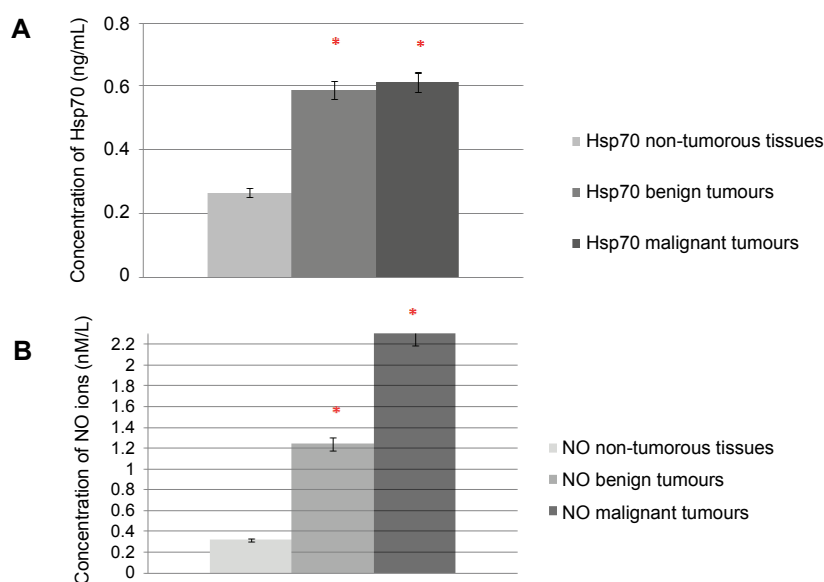 A
Concentration of Hsp70 (ng/mL)
0.8
0.6
0.4
0.2
0
*
*
Hsp70 non-tumorous tissues
Hsp70 benign tumours
Hsp70 malignant tumours
B
Concentration of NO ions (nM/L)
2.2
2
1.8
1.6
1.4
1.2
1
0.8
0.6
0.4
0.2
0
*
*
NO non-tumorous tissues
NO benign tumours
NO malignant tumours